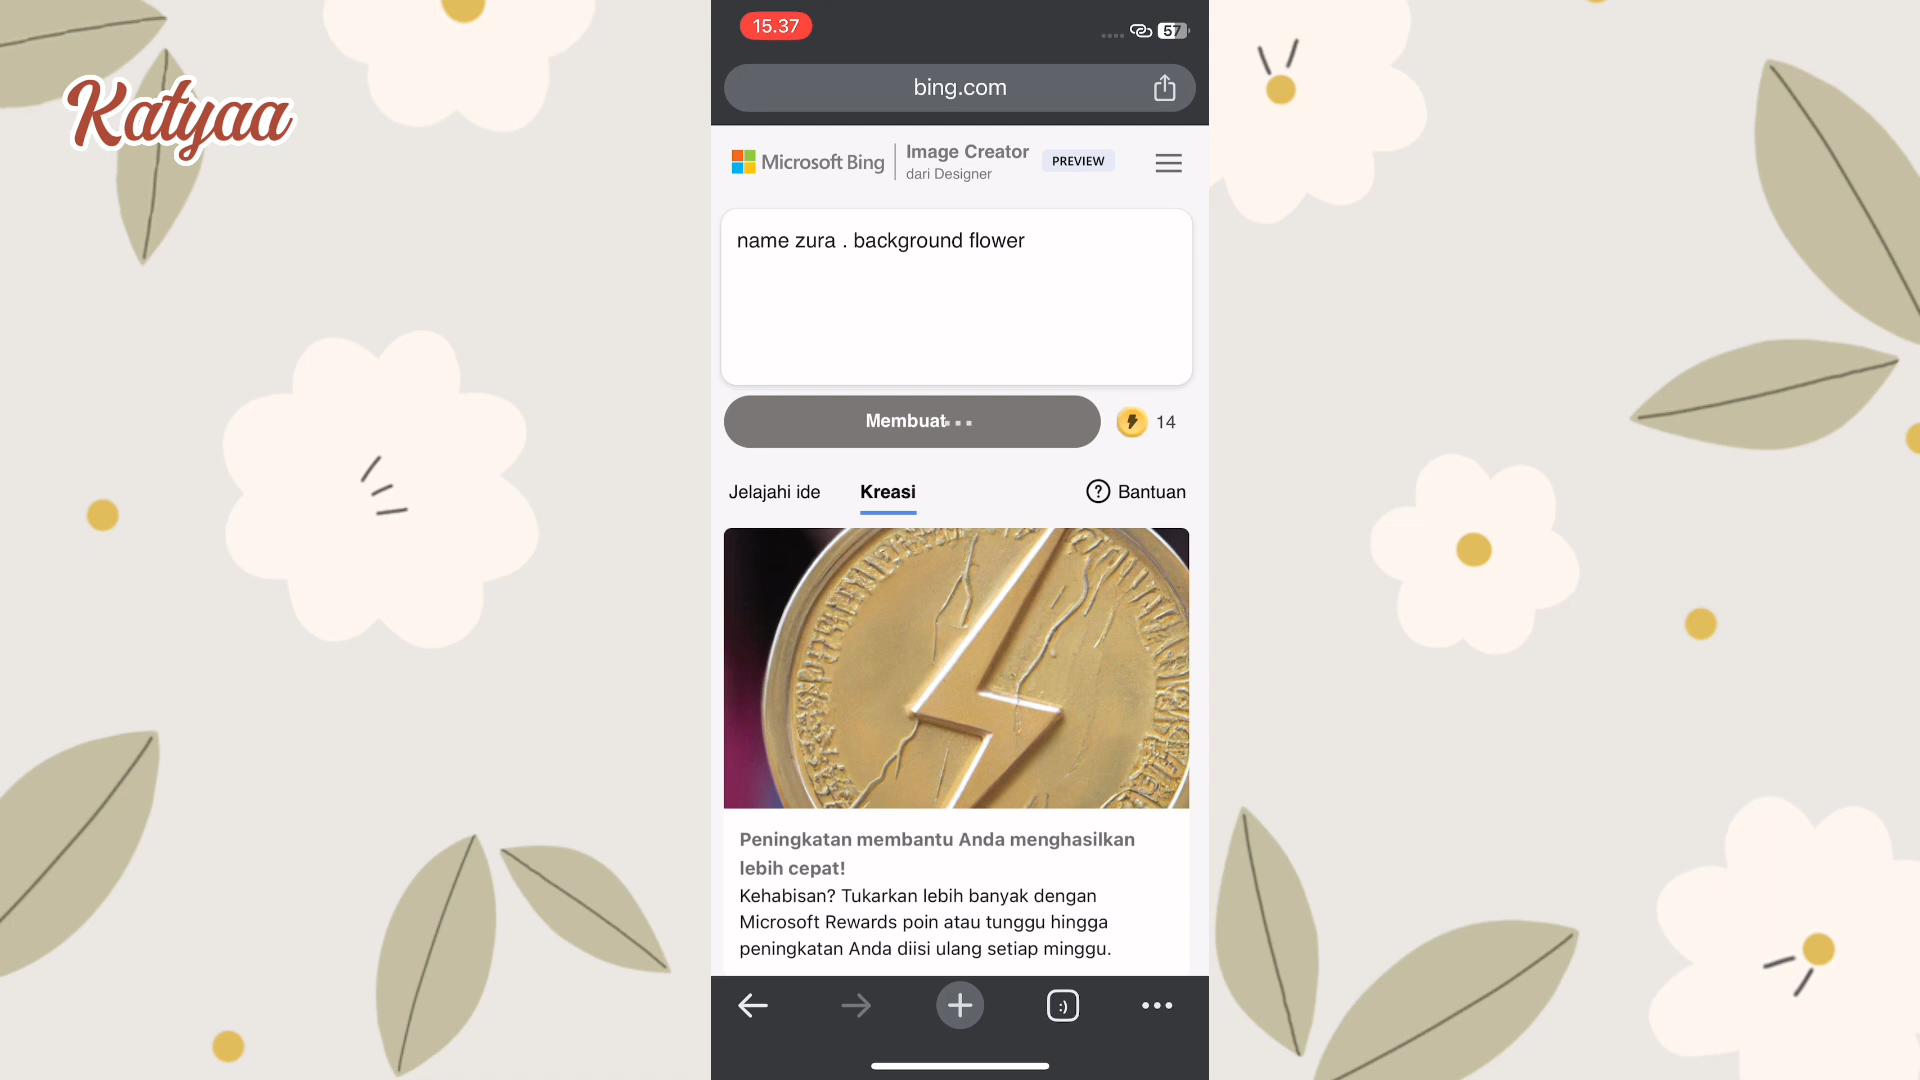 Katyaa
15.37
57
bing.com
Microsoft Bing
Image Creator
dari Designer
PREVIEW
name zura . background flower
Membuat...
14
Jelajahi ide
Kreasi
? Bantuan
Peningkatan membantu Anda menghasilkan
lebih cepat!
Kehabisan? Tukarkan lebih banyak dengan
Microsoft Rewards poin atau tunggu hingga
peningkatan Anda diisi ulang setiap minggu.
:)